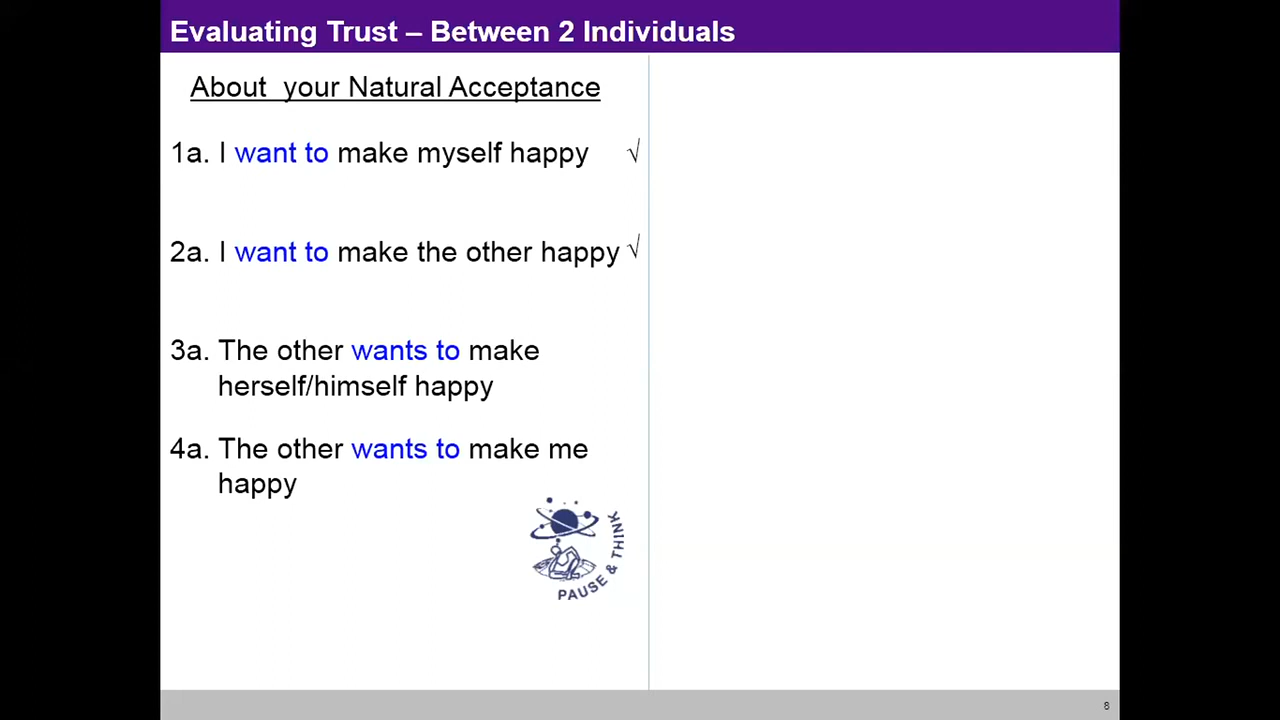 Evaluating Trust – Between 2 Individuals
About your Natural Acceptance
1a. I want to make myself happy √
2a. I want to make the other happy √
3a. The other wants to make
herself/himself happy
4a. The other wants to make me
happy
PAUSE & THINK
8